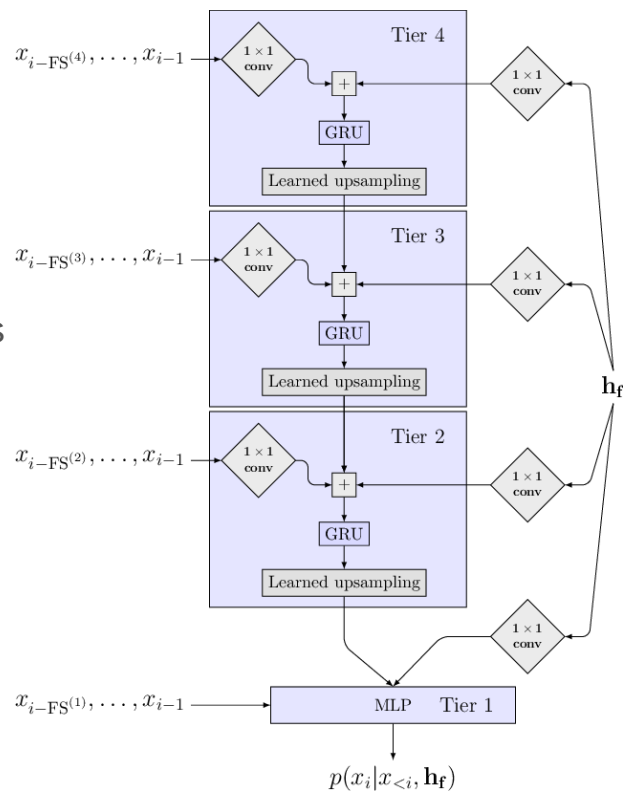 Tier 4
x_{i−FS^{(4)}}, . . . , x_{i−1}
1 × 1
conv
+
1 × 1
conv
GRU
Learned upsampling
Tier 3
x_{i−FS^{(3)}}, . . . , x_{i−1}
1 × 1
conv
+
1 × 1
conv
GRU
s
Learned upsampling
h_f
Tier 2
x_{i−FS^{(2)}}, . . . , x_{i−1}
1 × 1
conv
+
1 × 1
conv
GRU
Learned upsampling
1 × 1
conv
x_{i−FS^{(1)}}, . . . , x_{i−1}
MLP Tier 1
p(x_i|x_{<i}, h_f)